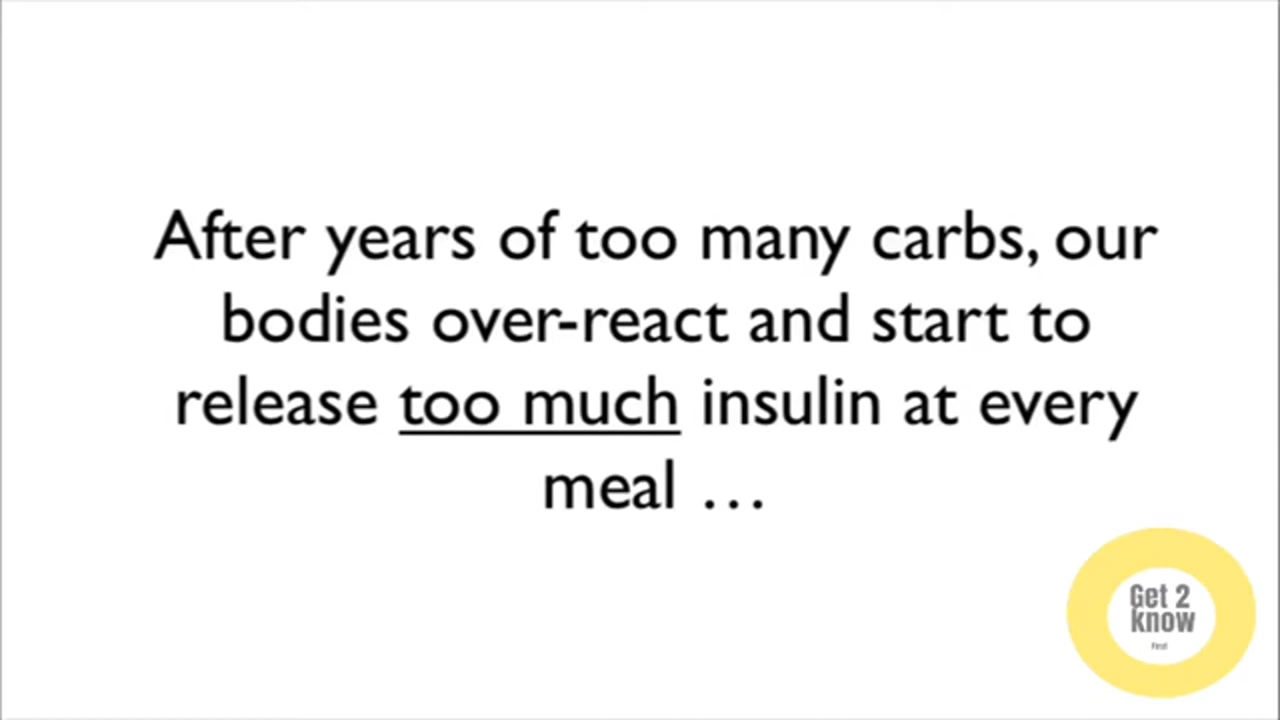 After years of too many carbs, our
bodies over-react and start to
release too much insulin at every
meal …
Get 2
know
First